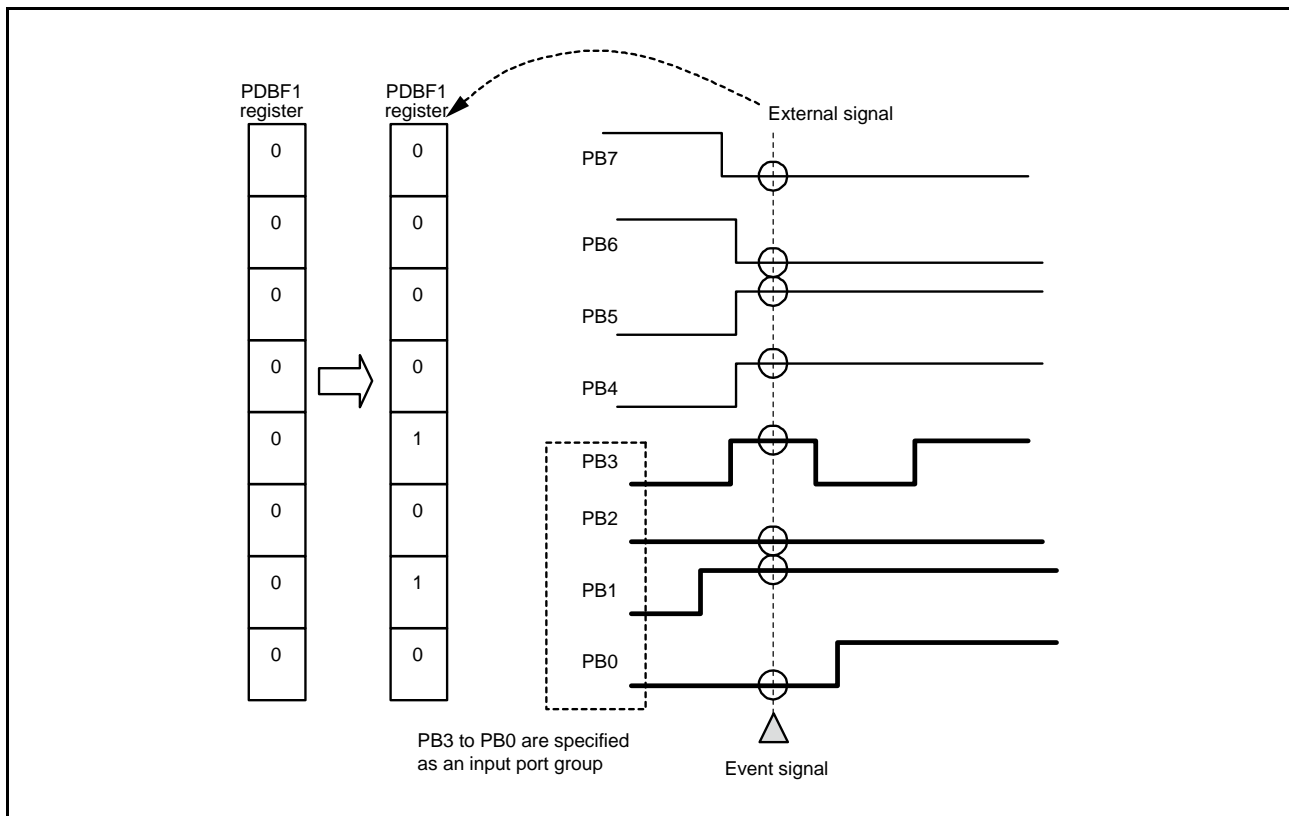 PDBF1
register
PDBF1
register
External signal
0
0
0
0
0
0
0
0
0
0
0
0
1
0
1
0
PB7
PB6
PB5
PB4
PB3
PB2
PB1
PB0
PB3 to PB0 are specified
as an input port group
Event signal